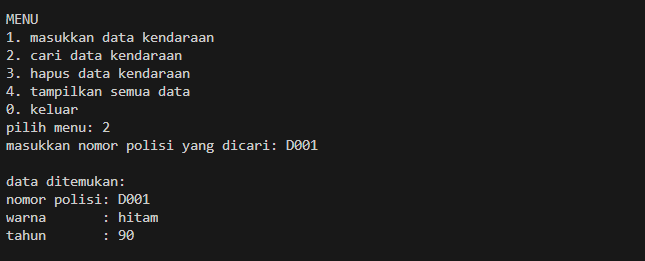 MENU
1. masukkan data kendaraan
2. cari data kendaraan
3. hapus data kendaraan
4. tampilkan semua data
0. keluar
pilih menu: 2
masukkan nomor polisi yang dicari: D001
data ditemukan:
nomor polisi: D001
warna       : hitam
tahun       : 90